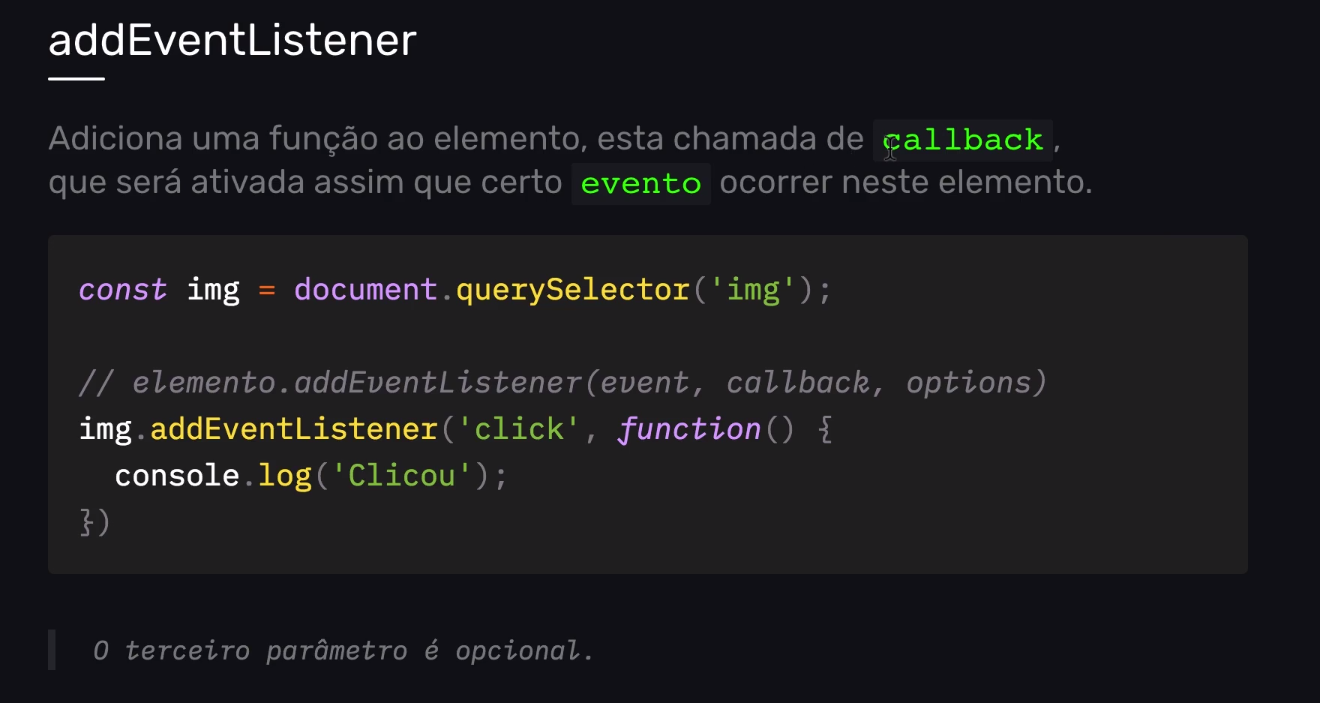 addEventListener
Adiciona uma função ao elemento, esta chamada de callback,
que será ativada assim que certo evento ocorrer neste elemento.
const img = document.querySelector('img');
// elemento.addEventListener(event, callback, options)
img.addEventListener('click', function() {
  console.log('Clicou');
})
O terceiro parâmetro é opcional.